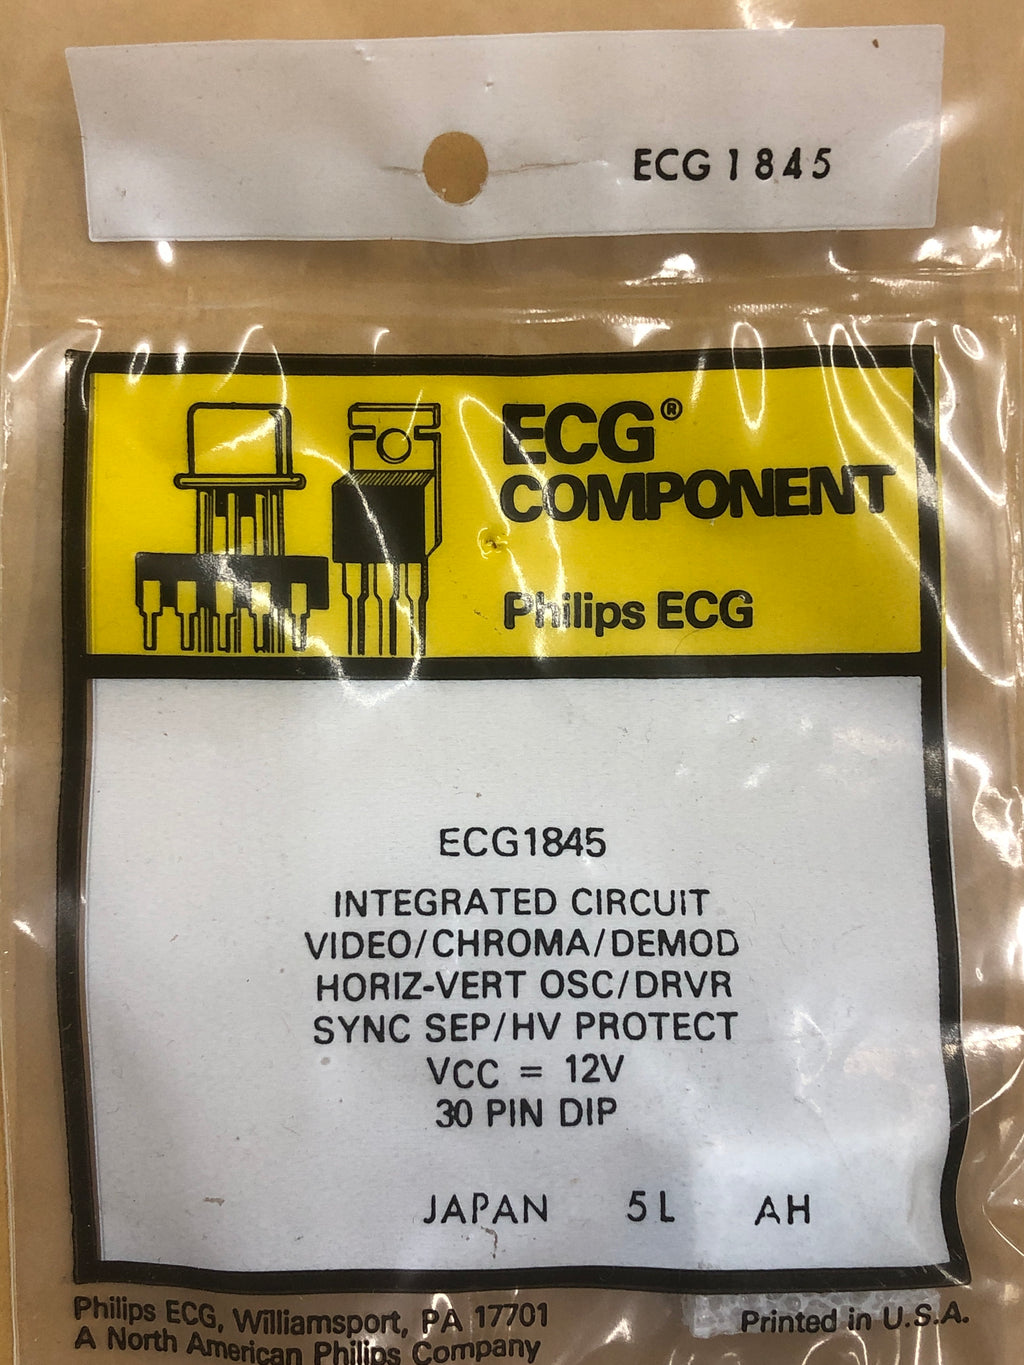 ECG 1845
ECG®
COMPONENT
Philips ECG
ECG1845
INTEGRATED CIRCUIT
VIDEO/CHROMA/DEMOD
HORIZ-VERT OSC/DRVR
SYNC SEP/HV PROTECT
VCC = 12V
30 PIN DIP
JAPAN 5L AH
Philips ECG, Williamsport, PA 17701
A North American Philips Company
Printed in U.S.A.